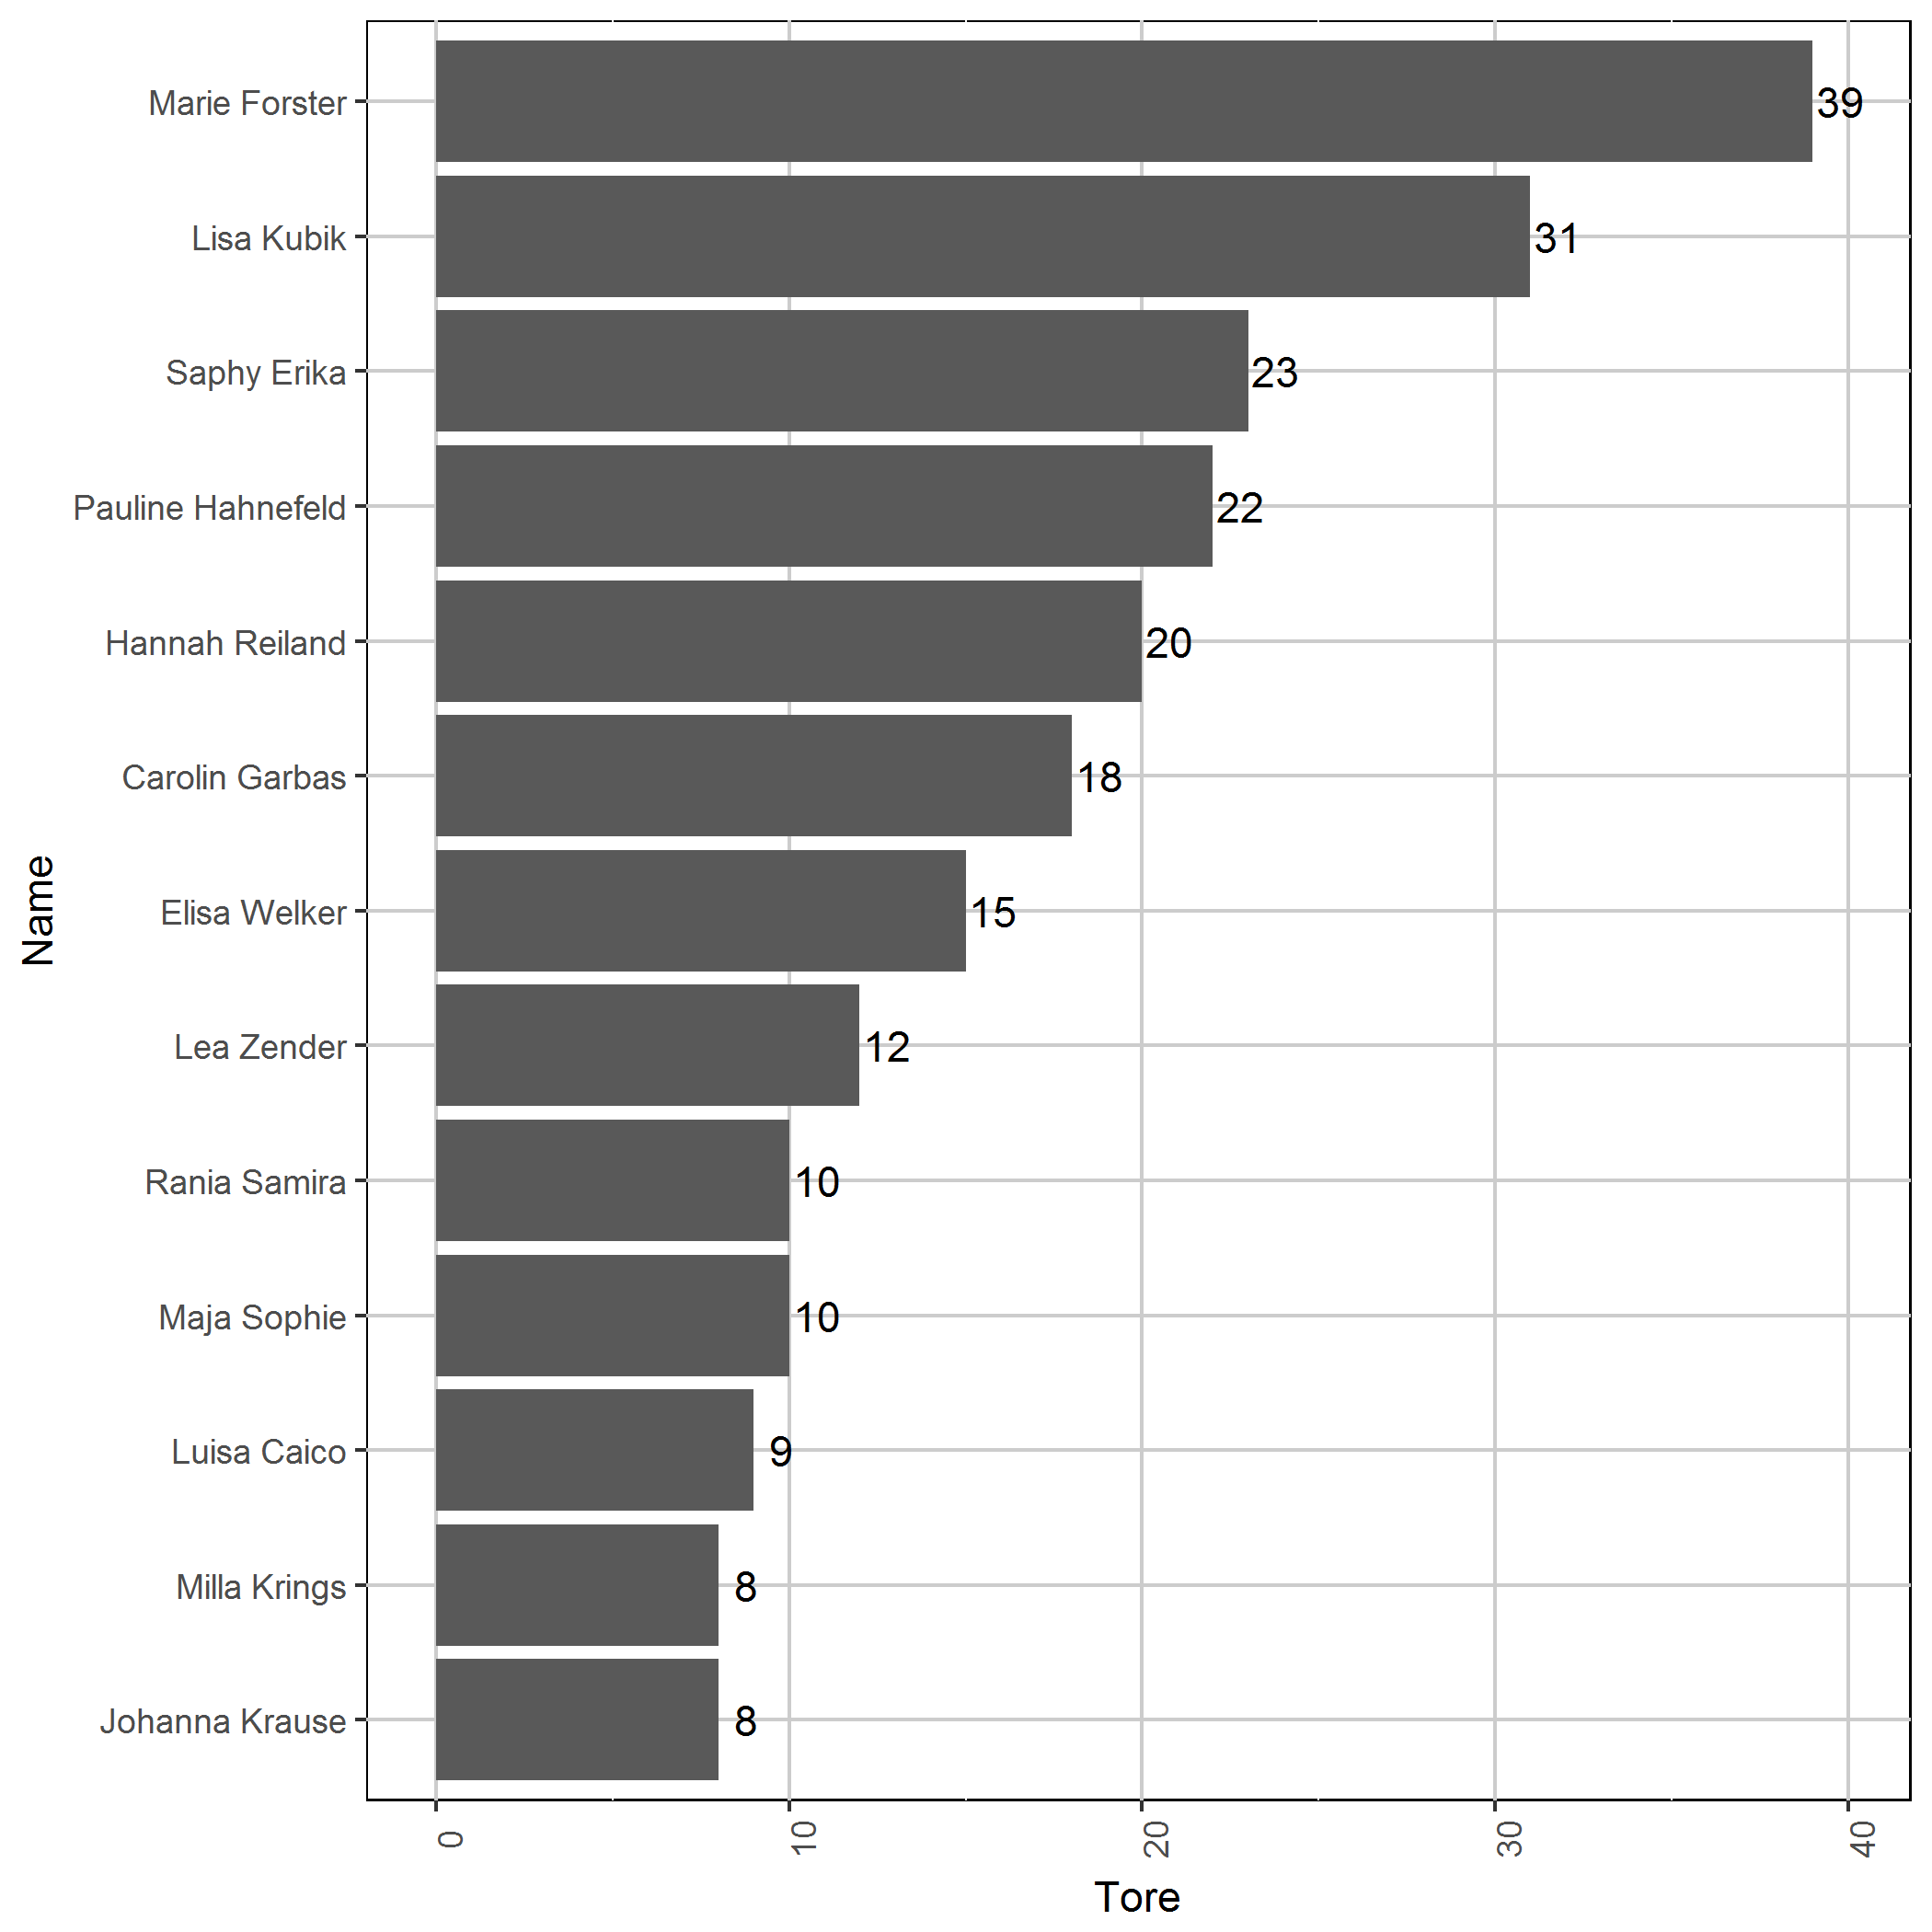 Marie Forster 39
Lisa Kubik 31
Saphy Erika 23
Pauline Hahnefeld 22
Hannah Reiland 20
Carolin Garbas 18
Elisa Welker 15
Lea Zender 12
Rania Samira 10
Maja Sophie 10
Luisa Caico 9
Milla Krings 8
Johanna Krause 8
Name
0 10 20 30 40
Tore